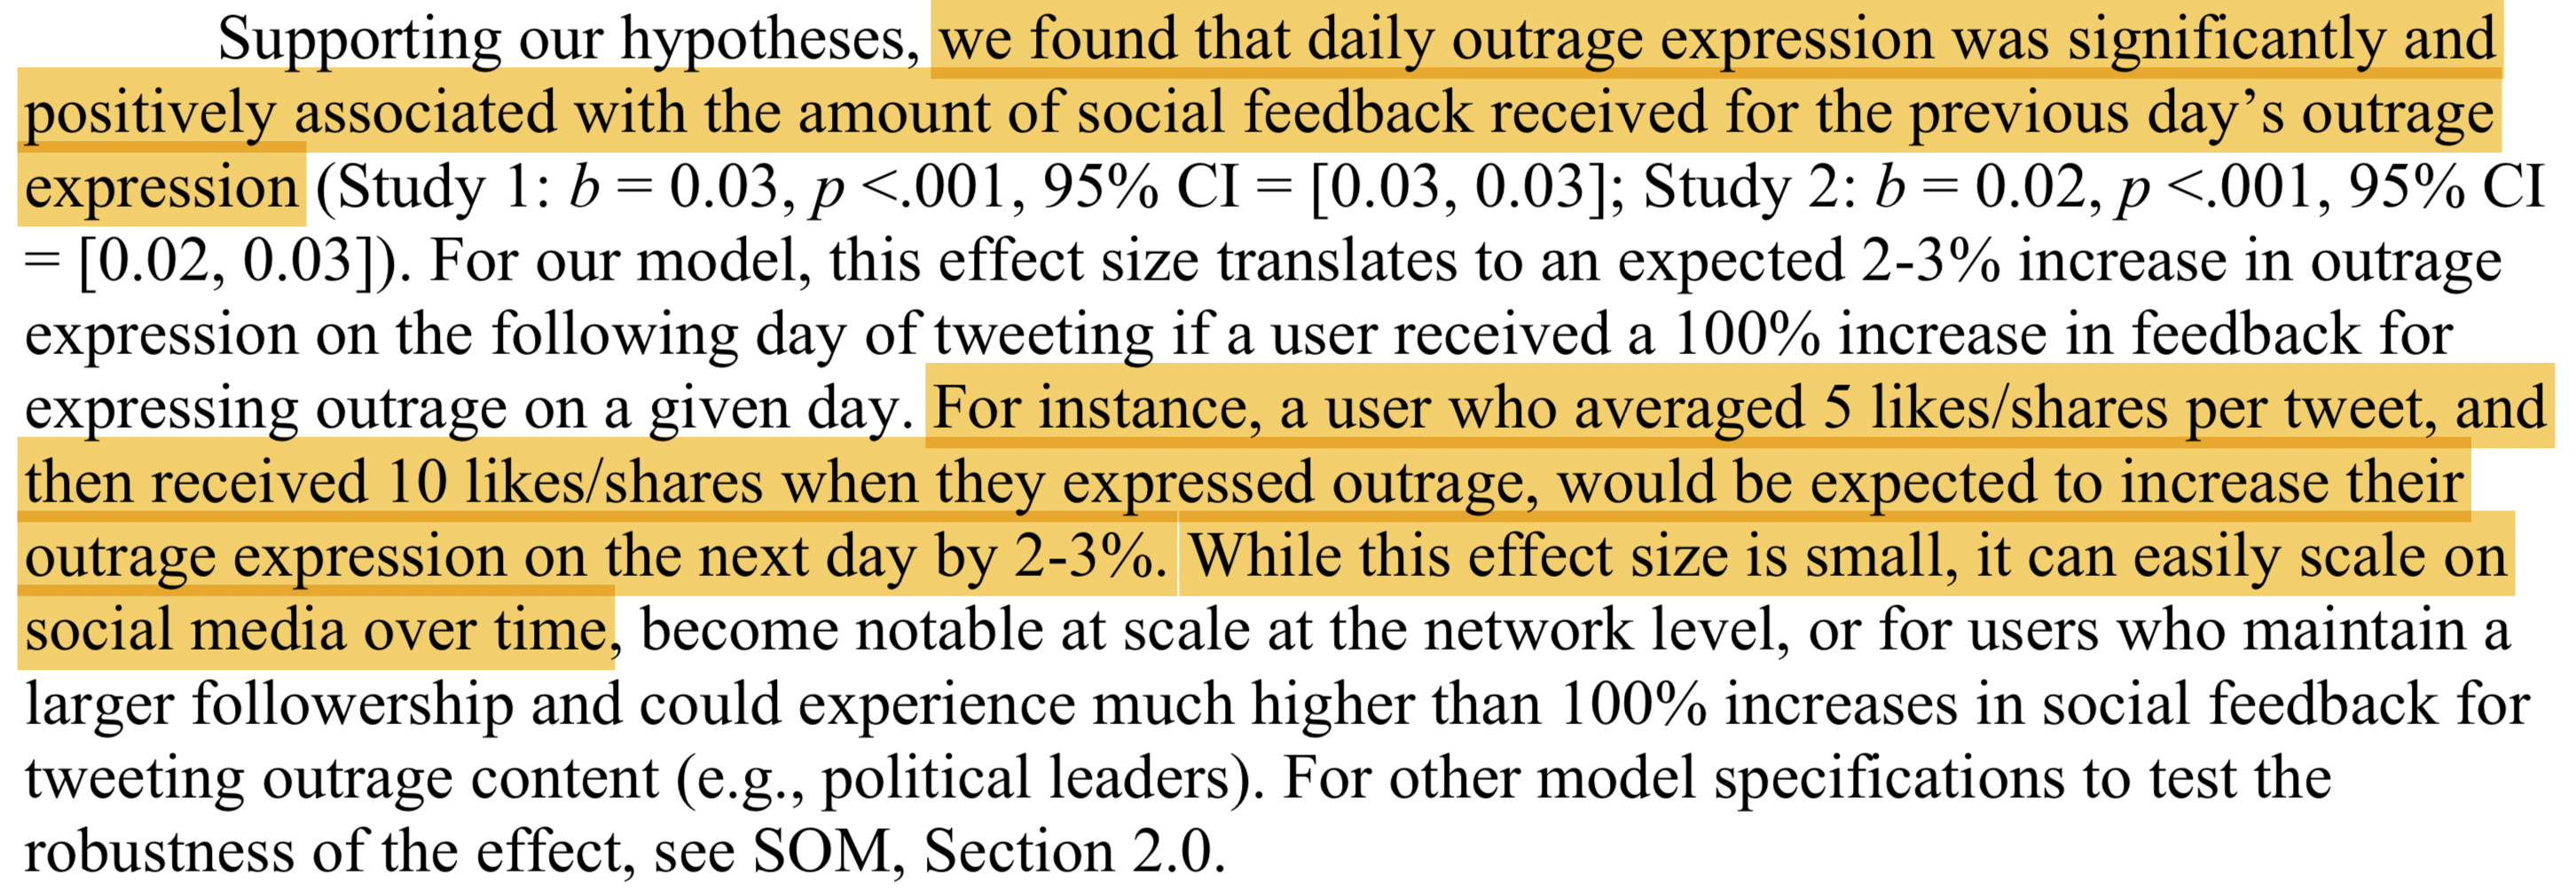 Supporting our hypotheses, we found that daily outrage expression was significantly and
positively associated with the amount of social feedback received for the previous day’s outrage
expression (Study 1: b = 0.03, p <.001, 95% CI = [0.03, 0.03]; Study 2: b = 0.02, p <.001, 95% CI
= [0.02, 0.03]). For our model, this effect size translates to an expected 2-3% increase in outrage
expression on the following day of tweeting if a user received a 100% increase in feedback for
expressing outrage on a given day. For instance, a user who averaged 5 likes/shares per tweet, and
then received 10 likes/shares when they expressed outrage, would be expected to increase their
outrage expression on the next day by 2-3%. While this effect size is small, it can easily scale on
social media over time, become notable at scale at the network level, or for users who maintain a
larger followership and could experience much higher than 100% increases in social feedback for
tweeting outrage content (e.g., political leaders). For other model specifications to test the
robustness of the effect, see SOM, Section 2.0.